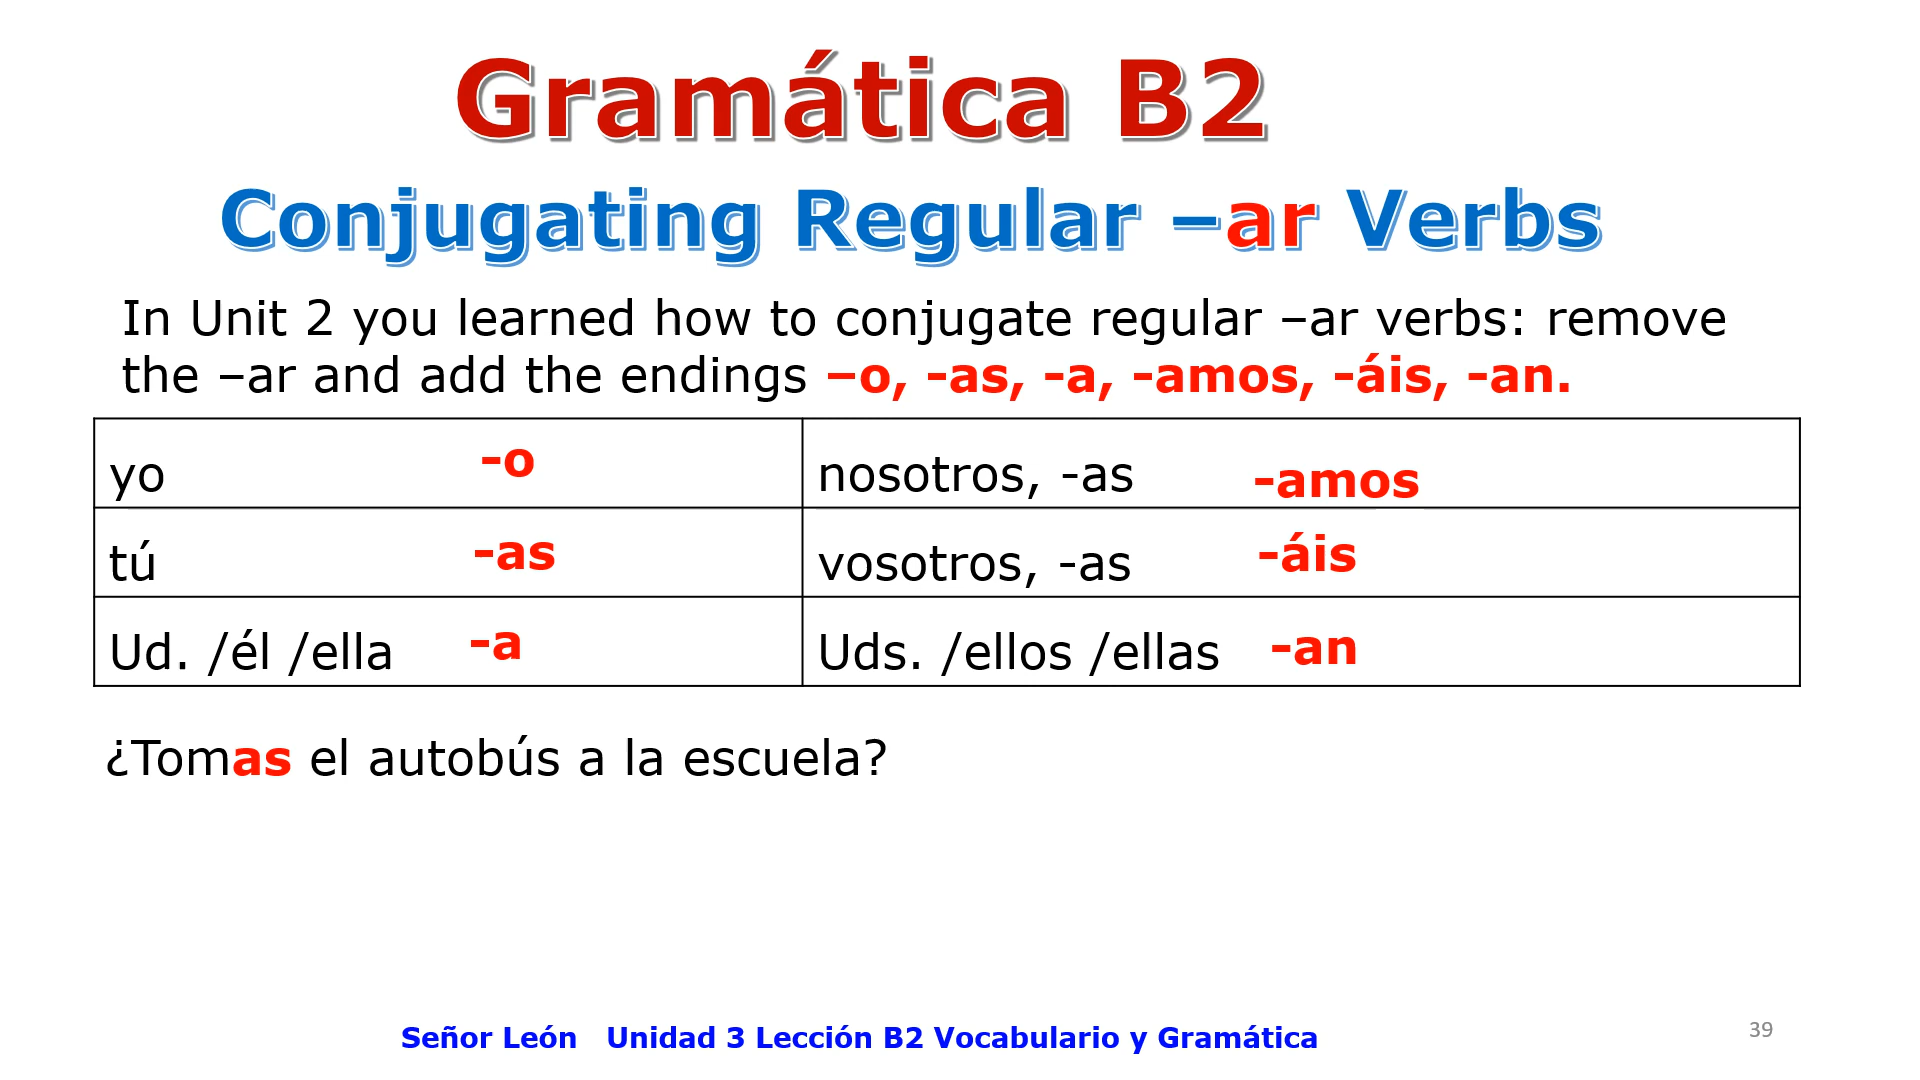 Gramática B2
Conjugating Regular –ar Verbs
In Unit 2 you learned how to conjugate regular –ar verbs: remove
the –ar and add the endings –o, -as, -a, -amos, -áis, -an.
yo -o nosotros, -as -amos
tú -as vosotros, -as -áis
Ud. /él /ella -a Uds. /ellos /ellas -an
¿Tomas el autobús a la escuela?
Señor León Unidad 3 Lección B2 Vocabulario y Gramática
39